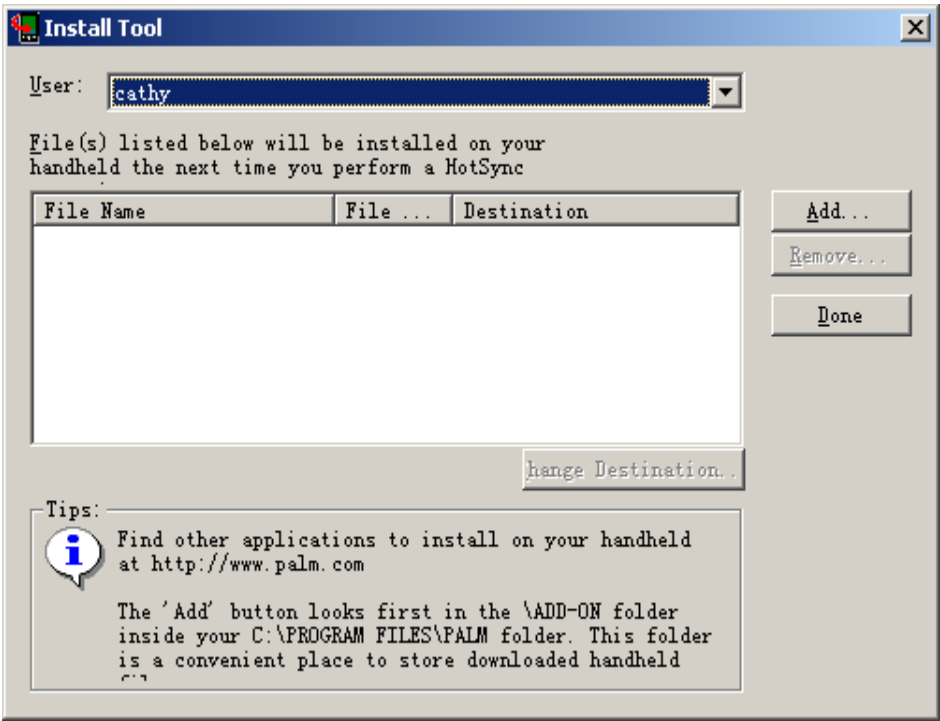 Install Tool
User: cathy
File(s) listed below will be installed on your
handheld the next time you perform a HotSync
File Name File ... Destination
Add...
Remove...
Done
hange Destination..
Tips:
Find other applications to install on your handheld
at http://www.palm.com
The 'Add' button looks first in the \ADD-ON folder
inside your C:\PROGRAM FILES\PALM folder. This folder
is a convenient place to store downloaded handheld